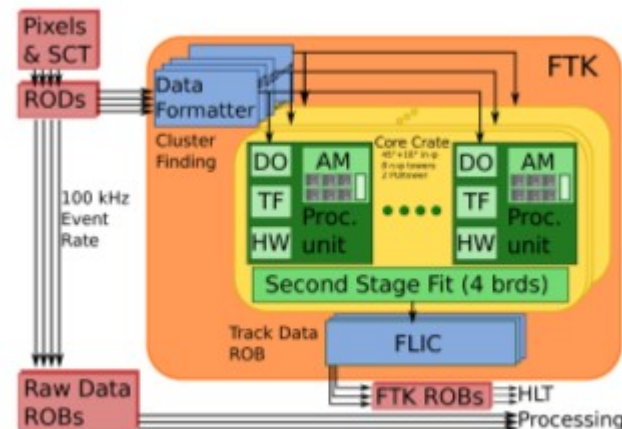 Pixels
& SCT
RODs
Data
Formatter
FTK
Cluster
Finding
Core Crate
DO
AM
TF
Proc.
HW
unit
DO
AM
TF
Proc.
HW
unit
100 kHz
Event
Rate
Second Stage Fit (4 brds)
Track Data
ROB
FLIC
Raw Data
ROBs
FTK ROBs
HLT
Processing